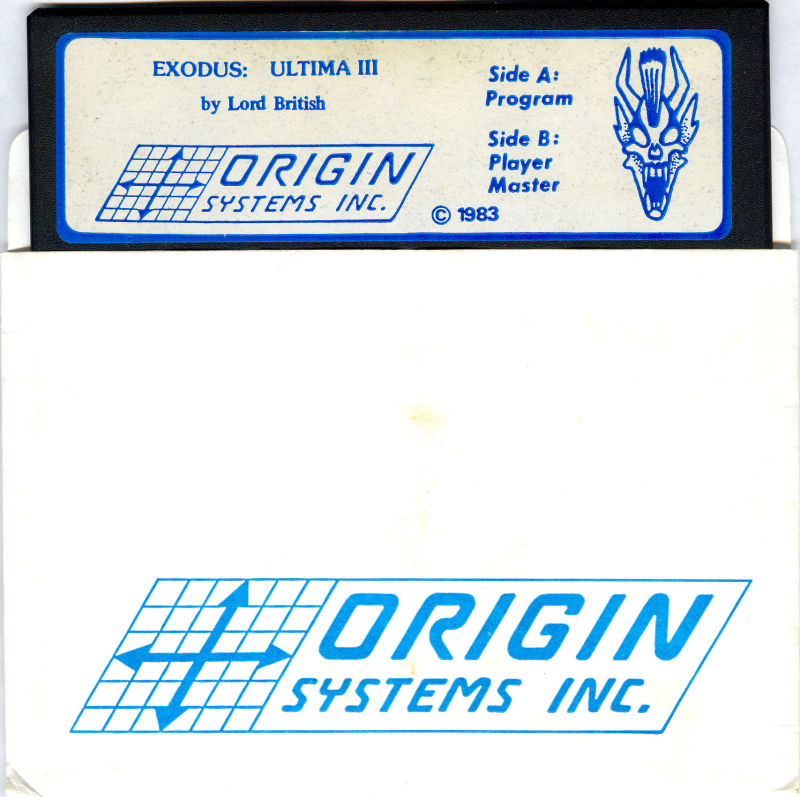 EXODUS: ULTIMA III
by Lord British
ORIGIN
SYSTEMS INC.
Side A:
Program
Side B:
Player
Master
© 1983
ORIGIN
SYSTEMS INC.